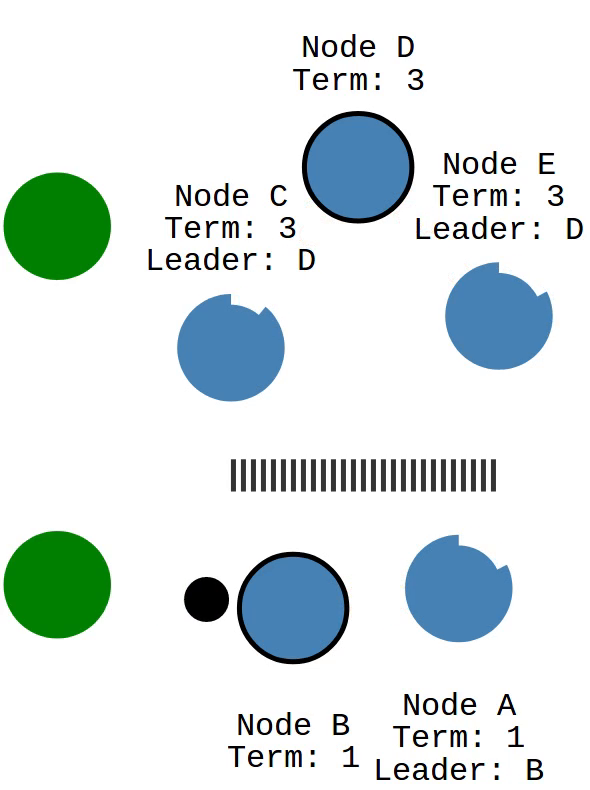 Node D
Term: 3
Node E
Term: 3
Leader: D
Node C
Term: 3
Leader: D
Node B
Term: 1
Node A
Term: 1
Leader: B